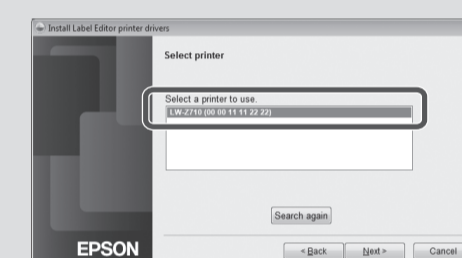 Install Label Editor printer drivers
Select printer
Select a printer to use.
LW-Z710 (00 00 11 11 22 22)
Search again
EPSON
< Back
Next >
Cancel